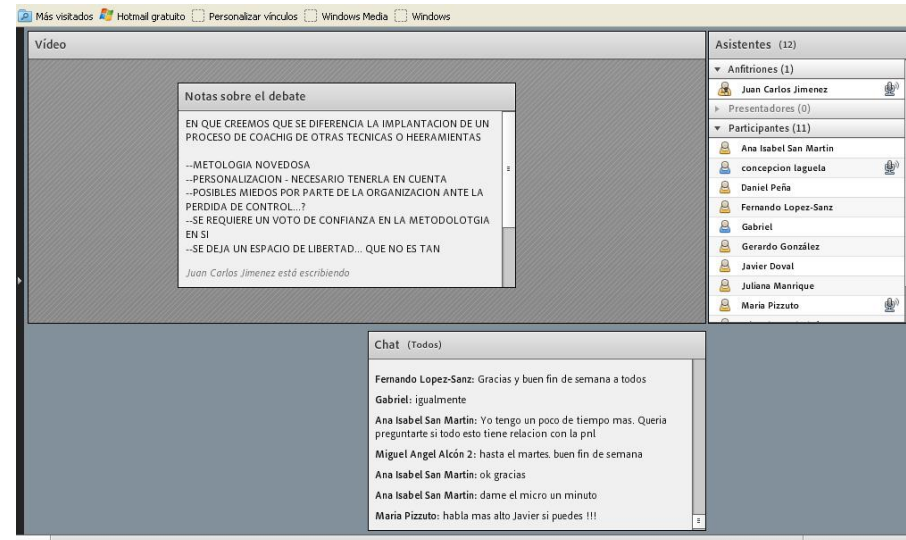 Más visitados Hotmail gratuito Personalizar vínculos Windows Media Windows
Vídeo
Notas sobre el debate
EN QUE CREEMOS QUE SE DIFERENCIA LA IMPLANTACION DE UN
PROCESO DE COACHIG DE OTRAS TECNICAS O HEERAMIENTAS
--METOLOGIA NOVEDOSA
--PERSONALIZACION - NECESARIO TENERLA EN CUENTA
--POSIBLES MIEDOS POR PARTE DE LA ORGANIZACION ANTE LA
PERDIDA DE CONTROL...?
--SE REQUIERE UN VOTO DE CONFIANZA EN LA METODOLOTGIA
EN SI
--SE DEJA UN ESPACIO DE LIBERTAD... QUE NO ES TAN
Juan Carlos Jimenez está escribiendo
Asistentes (12)
Anfitriones (1)
Juan Carlos Jimenez
Presentadores (0)
Participantes (11)
Ana Isabel San Martin
concepcion laguela
Daniel Peña
Fernando Lopez-Sanz
Gabriel
Gerardo González
Javier Doval
Juliana Manrique
Maria Pizzuto
Chat (Todos)
Fernando Lopez-Sanz: Gracias y buen fin de semana a todos
Gabriel: igualmente
Ana Isabel San Martin: Yo tengo un poco de tiempo mas. Queria
preguntarte si todo esto tiene relacion con la pnl
Miguel Angel Alcón 2: hasta el martes. buen fin de semana
Ana Isabel San Martin: ok gracias
Ana Isabel San Martin: dame el micro un minuto
Maria Pizzuto: habla mas alto Javier si puedes !!!